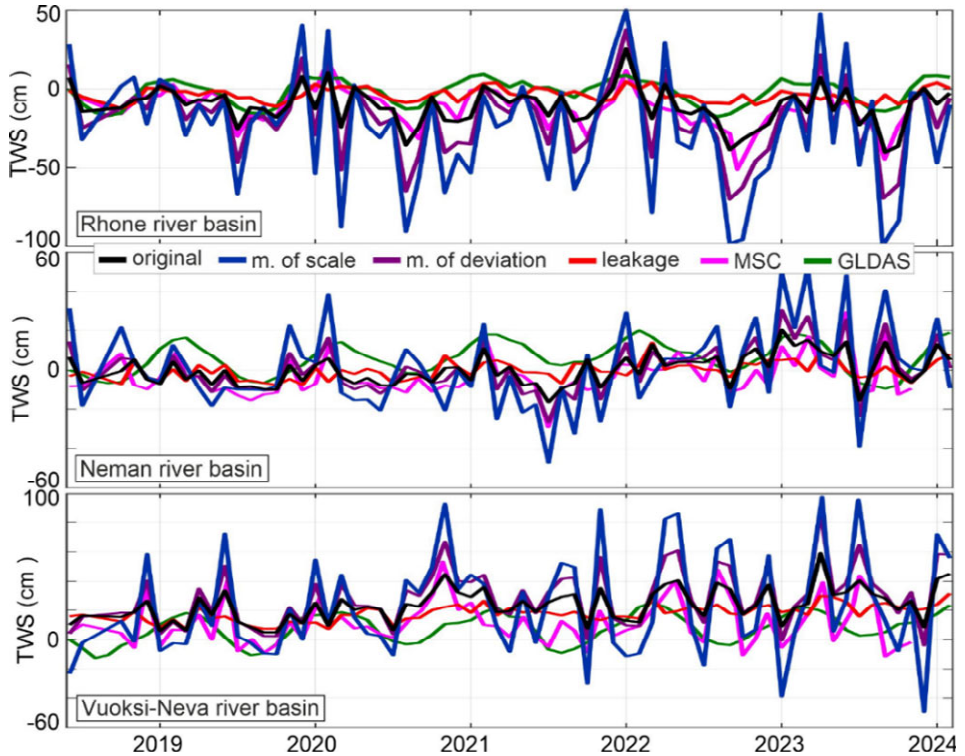 50
0
-50
-100
TWS (cm)
Rhone river basin
original m. of scale m. of deviation leakage MSC GLDAS
60
0
-60
TWS (cm)
Neman river basin
100
0
-60
TWS (cm)
Vuoksi-Neva river basin
2019 2020 2021 2022 2023 2024